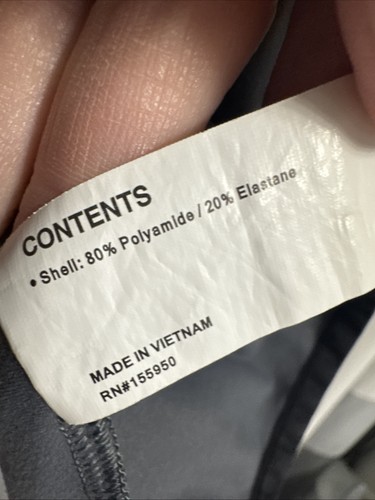 CONTENTS
• Shell: 80% Polyamide / 20% Elastane
MADE IN VIETNAM
RN#155950